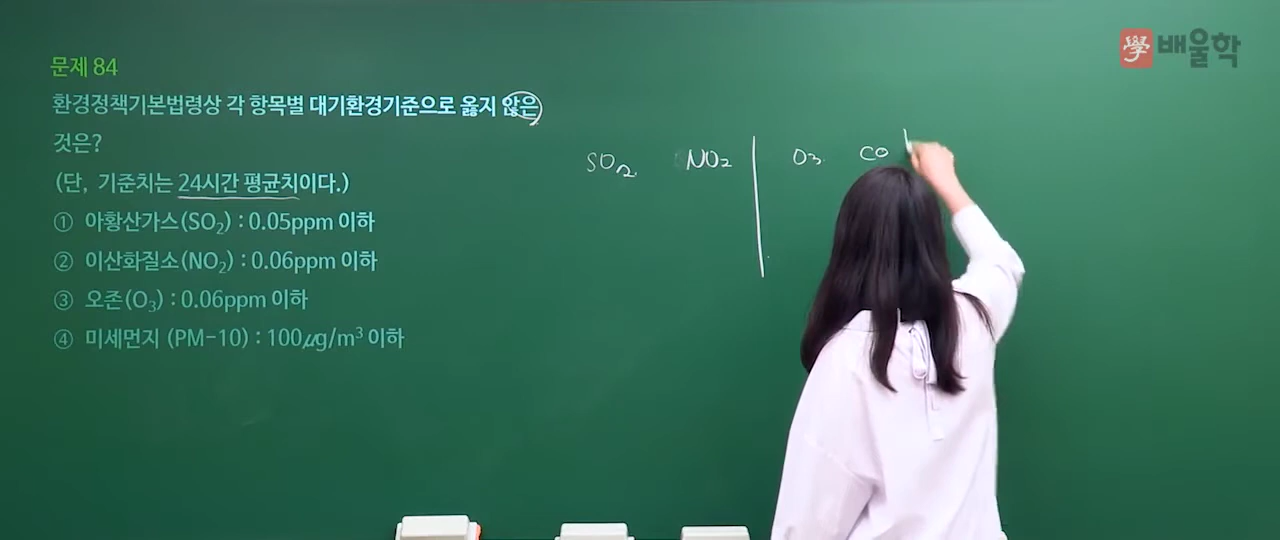 문제 84
환경정책기본법령상 각 항목별 대기환경기준으로 옳지 않은
것은?
(단, 기준치는 24시간 평균치이다.)
① 아황산가스(SO₂) : 0.05ppm 이하
② 이산화질소(NO₂) : 0.06ppm 이하
③ 오존(O₃) : 0.06ppm 이하
④ 미세먼지 (PM-10) : 100㎍/m³ 이하
SO₂ NO₂ O₃ CO
學 배울학